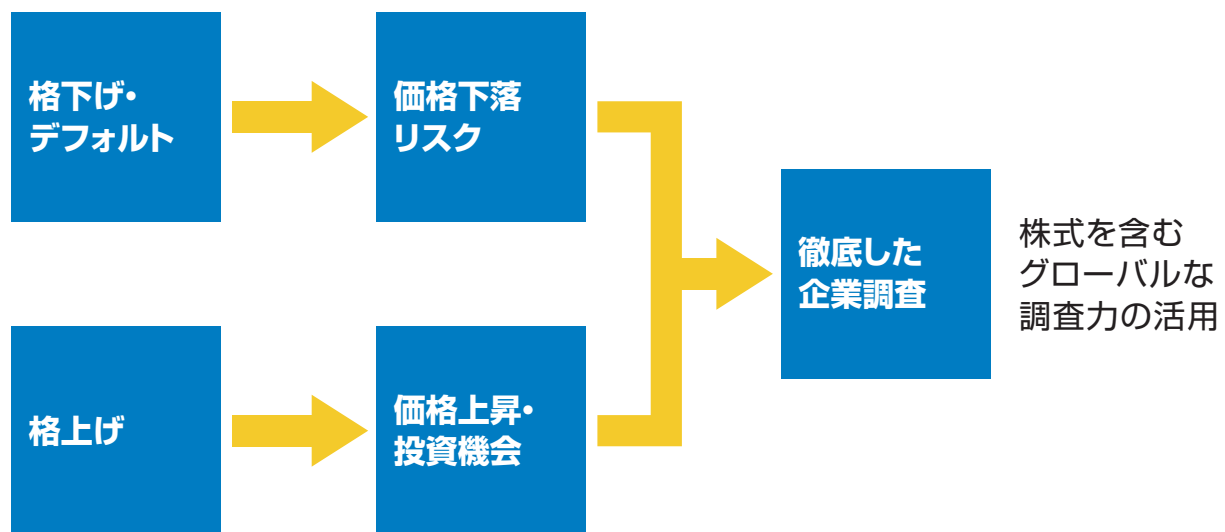 格下げ・
デフォルト
価格下落
リスク
徹底した
企業調査
株式を含む
グローバルな
調査力の活用
格上げ
価格上昇・
投資機会